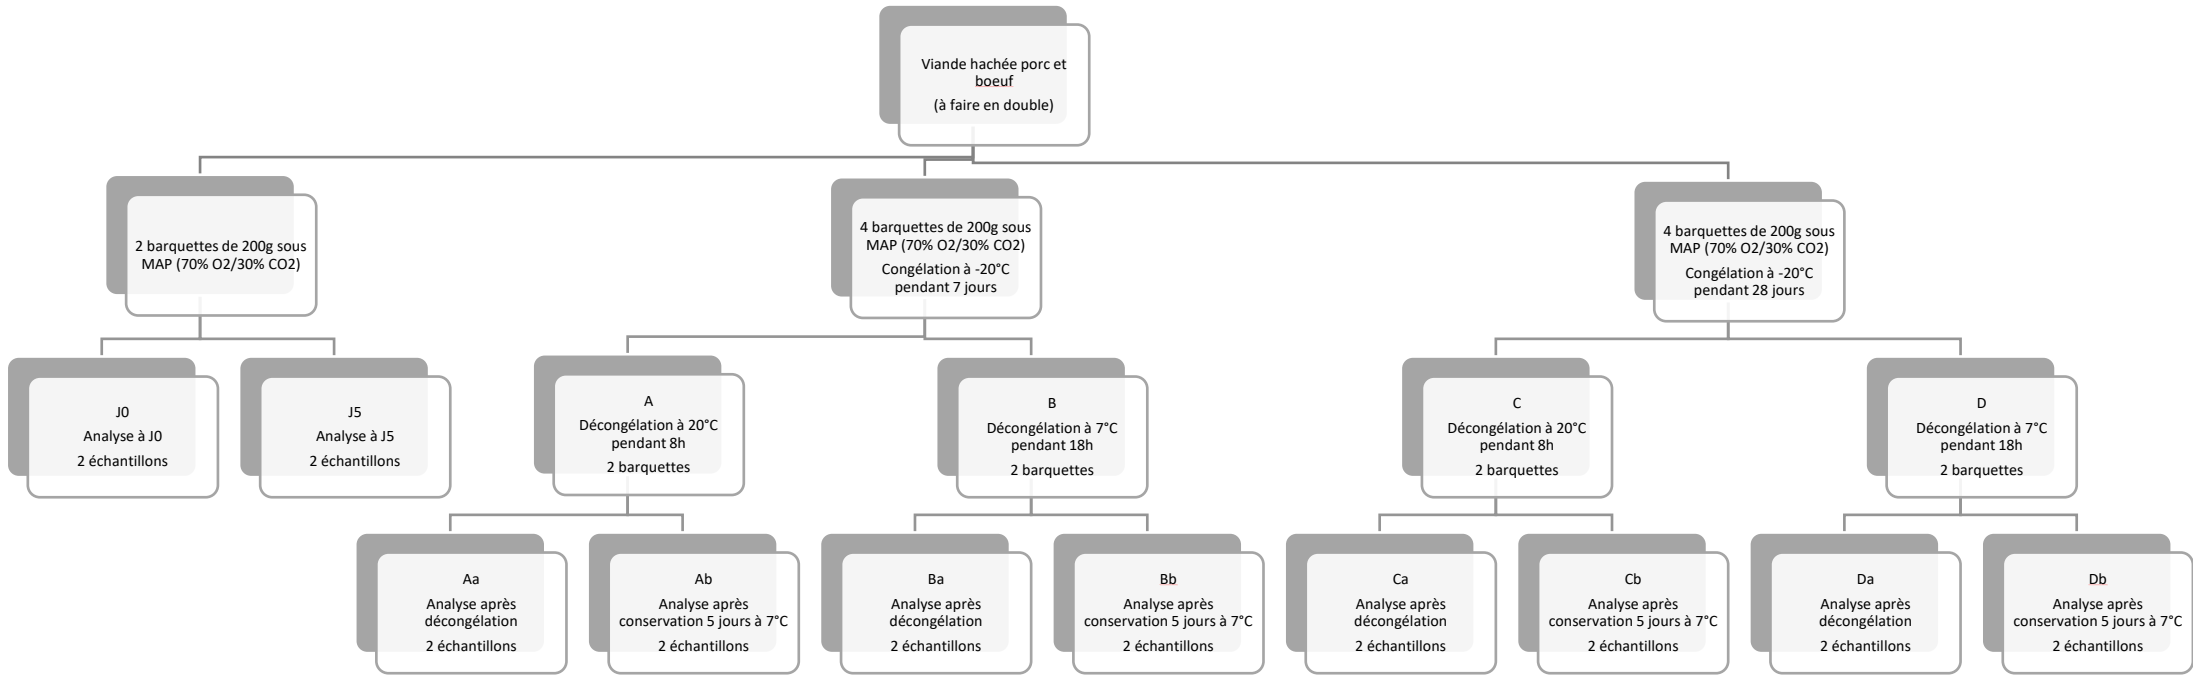 Viande hachée porc et
boeuf
(à faire en double)
2 barquettes de 200g sous
MAP (70% O2/30% CO2)
4 barquettes de 200g sous
MAP (70% O2/30% CO2)
Congélation à -20°C
pendant 7 jours
4 barquettes de 200g sous
MAP (70% O2/30% CO2)
Congélation à -20°C
pendant 28 jours
J0
Analyse à J0
2 échantillons
J5
Analyse à J5
2 échantillons
A
Décongélation à 20°C
pendant 8h
2 barquettes
B
Décongélation à 7°C
pendant 18h
2 barquettes
C
Décongélation à 20°C
pendant 8h
2 barquettes
D
Décongélation à 7°C
pendant 18h
2 barquettes
Aa
Analyse après
décongélation
2 échantillons
Ab
Analyse après
conservation 5 jours à 7°C
2 échantillons
Ba
Analyse après
décongélation
2 échantillons
Bb
Analyse après
conservation 5 jours à 7°C
2 échantillons
Ca
Analyse après
décongélation
2 échantillons
Cb
Analyse après
conservation 5 jours à 7°C
2 échantillons
Da
Analyse après
décongélation
2 échantillons
Db
Analyse après
conservation 5 jours à 7°C
2 échantillons